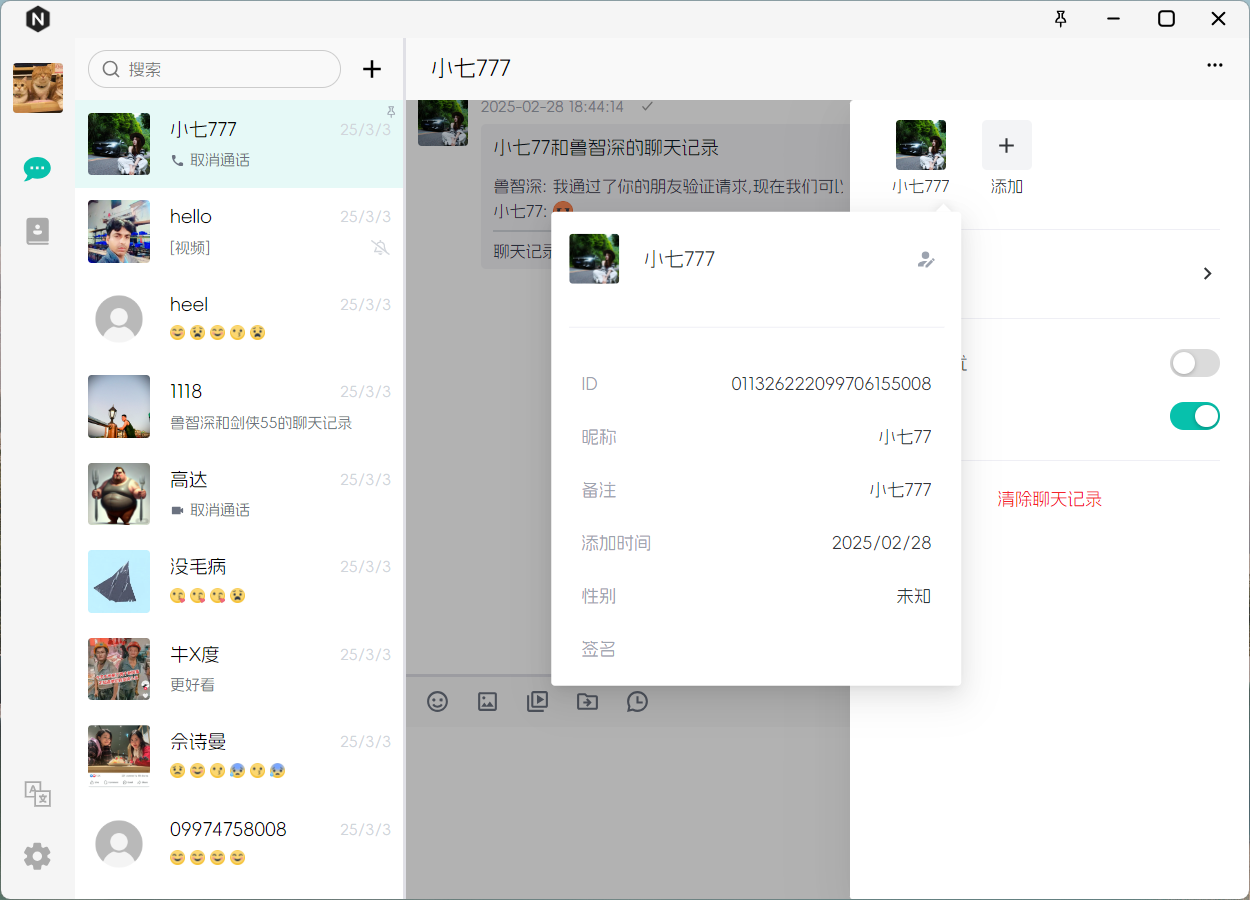 N
搜索
小七777
25/3/3
取消通话
hello
25/3/3
[视频]
heel
25/3/3
1118
25/3/3
鲁智深和剑侠55的聊天记录
高达
25/3/3
取消通话
没毛病
25/3/3
牛X度
25/3/3
更好看
佘诗曼
25/3/3
09974758008
25/3/3
小七777
2025-02-28 18:44:14
小七77和鲁智深的聊天记录
鲁智深: 我通过了你的朋友验证请求,现在我们可以
小七77:
聊天记录
小七777
添加
清除聊天记录
小七777
ID
011326222099706155008
昵称
小七77
备注
小七777
添加时间
2025/02/28
性别
未知
签名